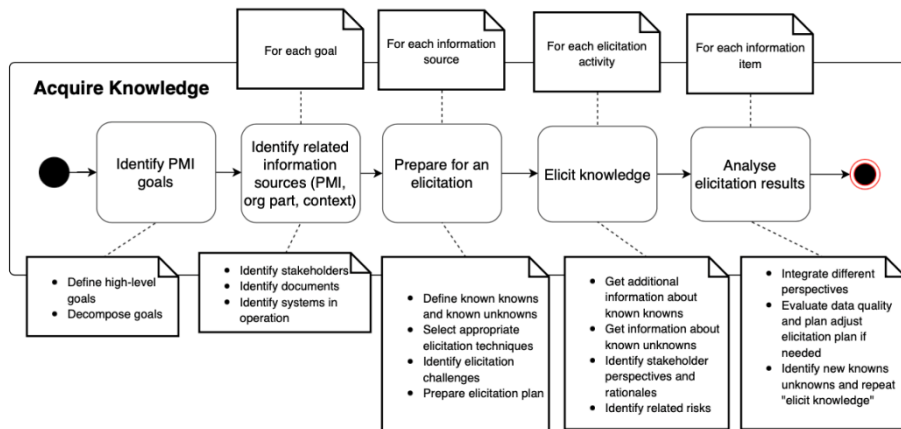 For each goal
For each information
source
For each elicitation
activity
For each information
item
Acquire Knowledge
Identify PMI
goals
Identify related
information
sources (PMI,
org part, context)
Prepare for an
elicitation
Elicit knowledge
Analyse
elicitation results
• Define high-level
goals
• Decompose goals
• Identify stakeholders
• Identify documents
• Identify systems in
operation
• Define known knowns
and known unknowns
• Select appropriate
elicitation techniques
• Identify elicitation
challenges
• Prepare elicitation plan
• Get additional
information about
known knowns
• Get information about
known unknowns
• Identify stakeholder
perspectives and
rationales
• Identify related risks
• Integrate different
perspectives
• Evaluate data quality
and plan adjust
elicitation plan if
needed
• Identify new knowns
unknowns and repeat
"elicit knowledge"